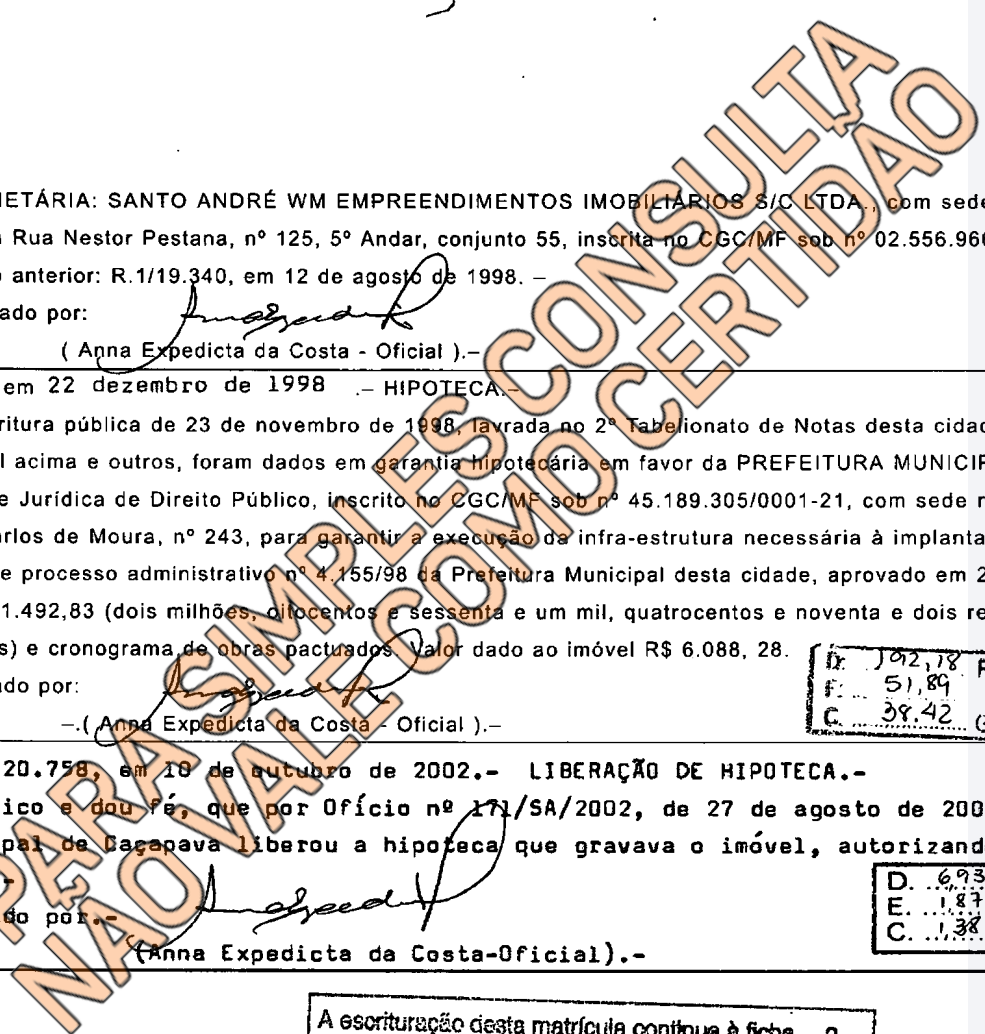 IETÁRIA: SANTO ANDRÉ WM EMPREENDIMENTOS IMOBILIÁRIOS S/C LTDA., com sede
Rua Nestor Pestana, nº 125, 5º Andar, conjunto 55, inscrita no CGC/MF sob nº 02.556.966
o anterior: R.1/19.340, em 12 de agosto de 1998. –
ado por:
( Anna Expedicta da Costa - Oficial ).–
em 22 dezembro de 1998 .– HIPOTECA.–
ritura pública de 23 de novembro de 1998, lavrada no 2º Tabelionato de Notas desta cidad
l acima e outros, foram dados em garantia hipotecária em favor da PREFEITURA MUNICIP
e Jurídica de Direito Público, inscrito no CGC/MF sob nº 45.189.305/0001-21, com sede n
arlos de Moura, nº 243, para garantir a execução da infra-estrutura necessária à implanta
e processo administrativo nº 4.155/98 da Prefeitura Municipal desta cidade, aprovado em 2
1.492,83 (dois milhões, oitocentos e sessenta e um mil, quatrocentos e noventa e dois re
s) e cronograma de obras pactuados. Valor dado ao imóvel R$ 6.088, 28.
D. 192,18
E. 51,89
C. 38.42
ado por:
–.( Anna Expedicta da Costa - Oficial ).–
20.758, em 10 de outubro de 2002.- LIBERAÇÃO DE HIPOTECA.-
ico e dou fé, que por Ofício nº 171/SA/2002, de 27 de agosto de 200
pal de Caçapava liberou a hipoteca que gravava o imóvel, autorizand
D. 6,93
E. 1,87
C. 1,38
do por.-
(Anna Expedicta da Costa-Oficial).-
A escrituração desta matrícula continua à ficha
PARA SIMPLES CONSULTA
NÃO VALE COMO CERTIDÃO